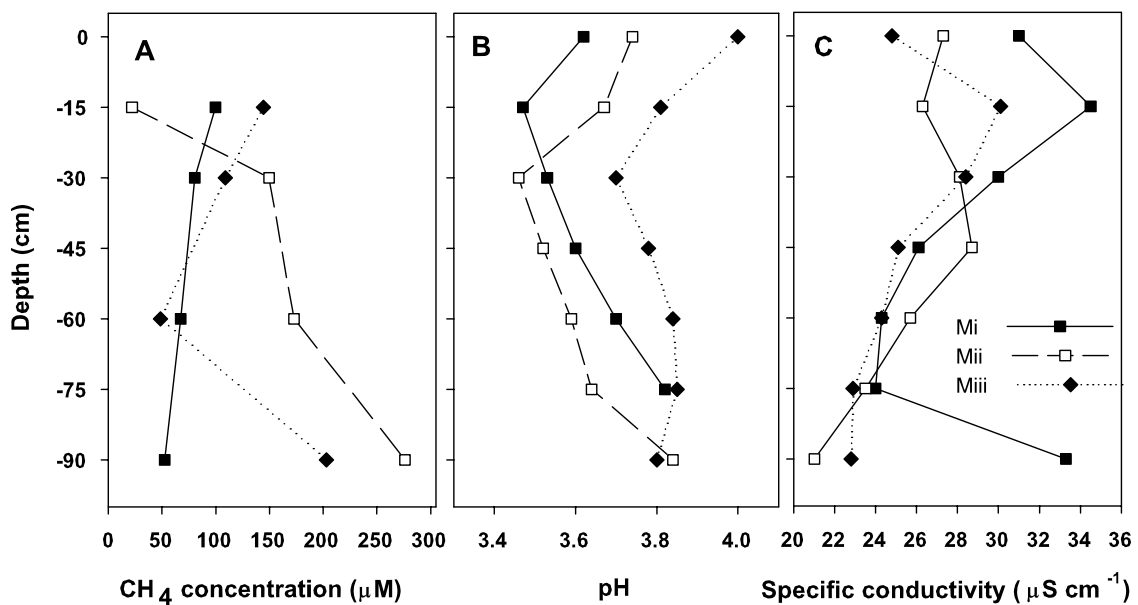 A
B
C
0
-15
-30
-45
-60
-75
-90
Depth (cm)
Mi
Mii
Miii
0 50 100 150 200 250 300
3.4 3.6 3.8 4.0
20 22 24 26 28 30 32 34 36
CH4 concentration (μM)
pH
Specific conductivity ( μS cm-1)